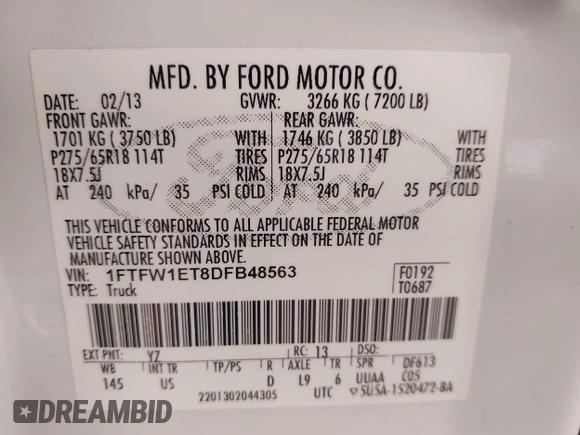 MFD. BY FORD MOTOR CO.
DATE: 02/13 GVWR: 3266 KG ( 7200 LB)
FRONT GAWR: REAR GAWR:
1701 KG ( 3750 LB) WITH 1746 KG ( 3850 LB) WITH
P275/65R18 114T TIRES P275/65R18 114T TIRES
18X7.5J RIMS 18X7.5J RIMS
AT 240 kPa/ 35 PSI COLD AT 240 kPa/ 35 PSI COLD
THIS VEHICLE CONFORMS TO ALL APPLICABLE FEDERAL MOTOR
VEHICLE SAFETY STANDARDS IN EFFECT ON THE DATE OF
MANUFACTURE SHOWN ABOVE.
VIN: 1FTFW1ET8DFB48563 F0192
TYPE: Truck T0687
EXT PNT: YZ RC: 13 DSO:
WB INT TR TP/PS R AXLE TR SPR DF613
145 US D L9 6 UUAA COS
2201302044305 UTC 5U5A-1520472-BA
DREAMBID